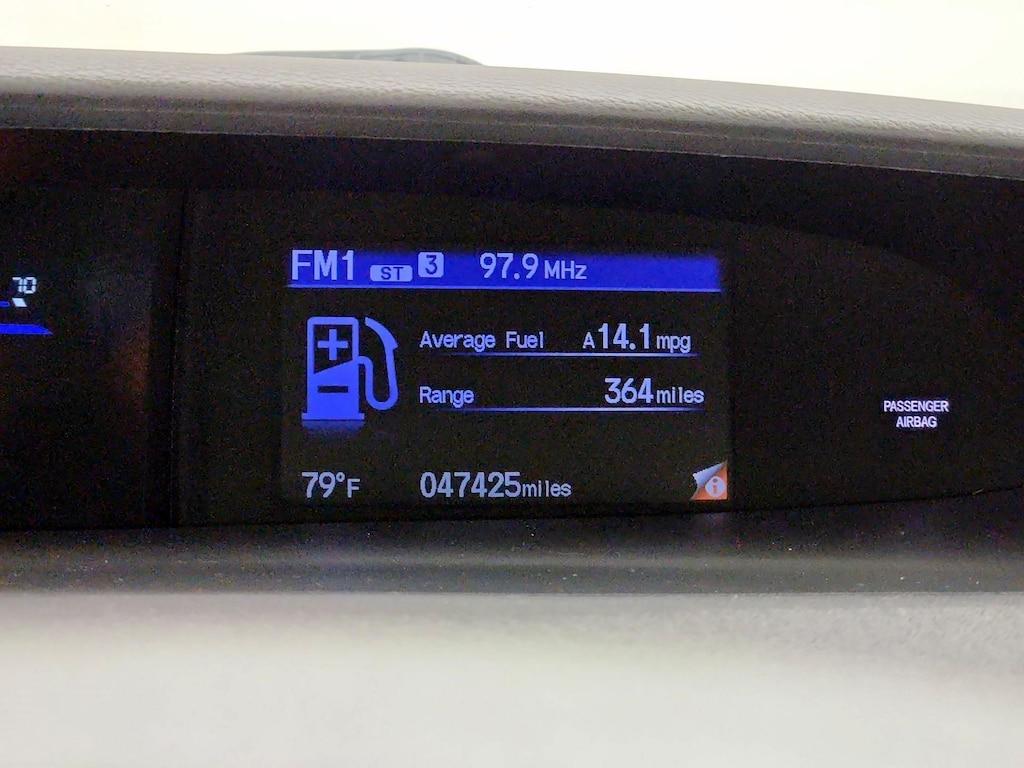 FM1 ST 3 97.9 MHz
70
Average Fuel A 14.1 mpg
Range 364 miles
PASSENGER
AIRBAG
79°F 047425 miles i